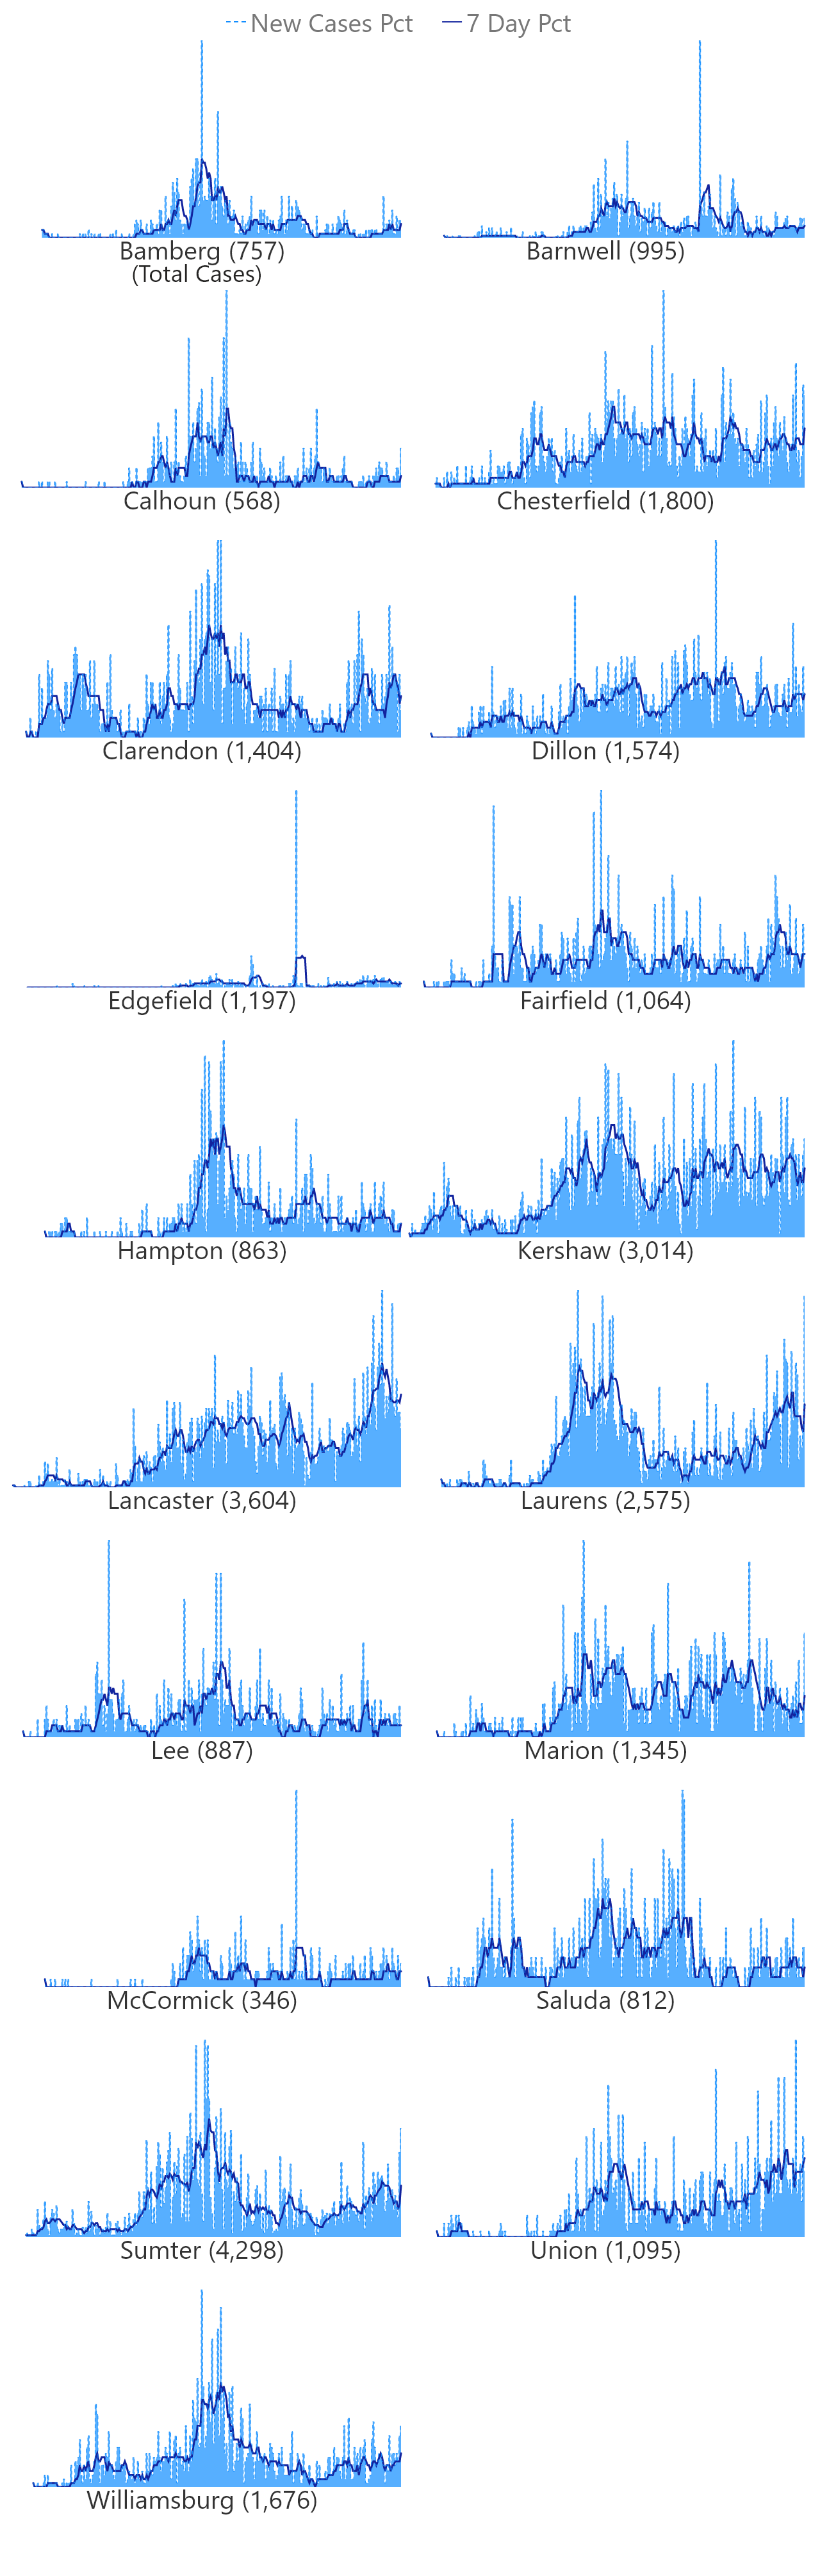 New Cases Pct 7 Day Pct
Bamberg (757)
(Total Cases)
Barnwell (995)
Calhoun (568)
Chesterfield (1,800)
Clarendon (1,404)
Dillon (1,574)
Edgefield (1,197)
Fairfield (1,064)
Hampton (863)
Kershaw (3,014)
Lancaster (3,604)
Laurens (2,575)
Lee (887)
Marion (1,345)
McCormick (346)
Saluda (812)
Sumter (4,298)
Union (1,095)
Williamsburg (1,676)